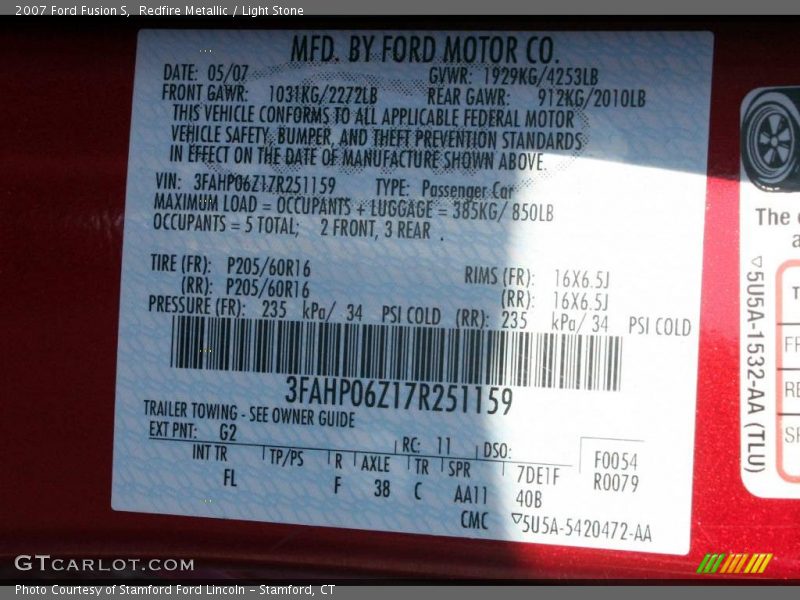 2007 Ford Fusion S,  Redfire Metallic / Light Stone
MFD. BY FORD MOTOR CO.
DATE: 05/07 GVWR: 1929KG/4253LB
FRONT GAWR: 1031KG/2272LB REAR GAWR: 912KG/2010LB
THIS VEHICLE CONFORMS TO ALL APPLICABLE FEDERAL MOTOR
VEHICLE SAFETY, BUMPER, AND THEFT PREVENTION STANDARDS
IN EFFECT ON THE DATE OF MANUFACTURE SHOWN ABOVE.
VIN: 3FAHP06Z17R251159 TYPE: Passenger Car
MAXIMUM LOAD = OCCUPANTS + LUGGAGE = 385KG/ 850LB
OCCUPANTS = 5 TOTAL; 2 FRONT, 3 REAR .
TIRE (FR): P205/60R16 RIMS (FR): 16X6.5J
(RR): P205/60R16 (RR): 16X6.5J
PRESSURE (FR): 235 kPa/ 34 PSI COLD (RR): 235 kPa/ 34 PSI COLD
3FAHP06Z17R251159
TRAILER TOWING - SEE OWNER GUIDE
EXT PNT: G2 RC: 11 DSO: F0054
INT TR TP/PS R AXLE TR SPR 7DE1F R0079
FL F 38 C AA11 40B
CMC ▽5U5A-5420472-AA
The
▽5U5A-1532-AA (TLU)
GTCARLOT.COM
Photo Courtesy of Stamford Ford Lincoln – Stamford, CT